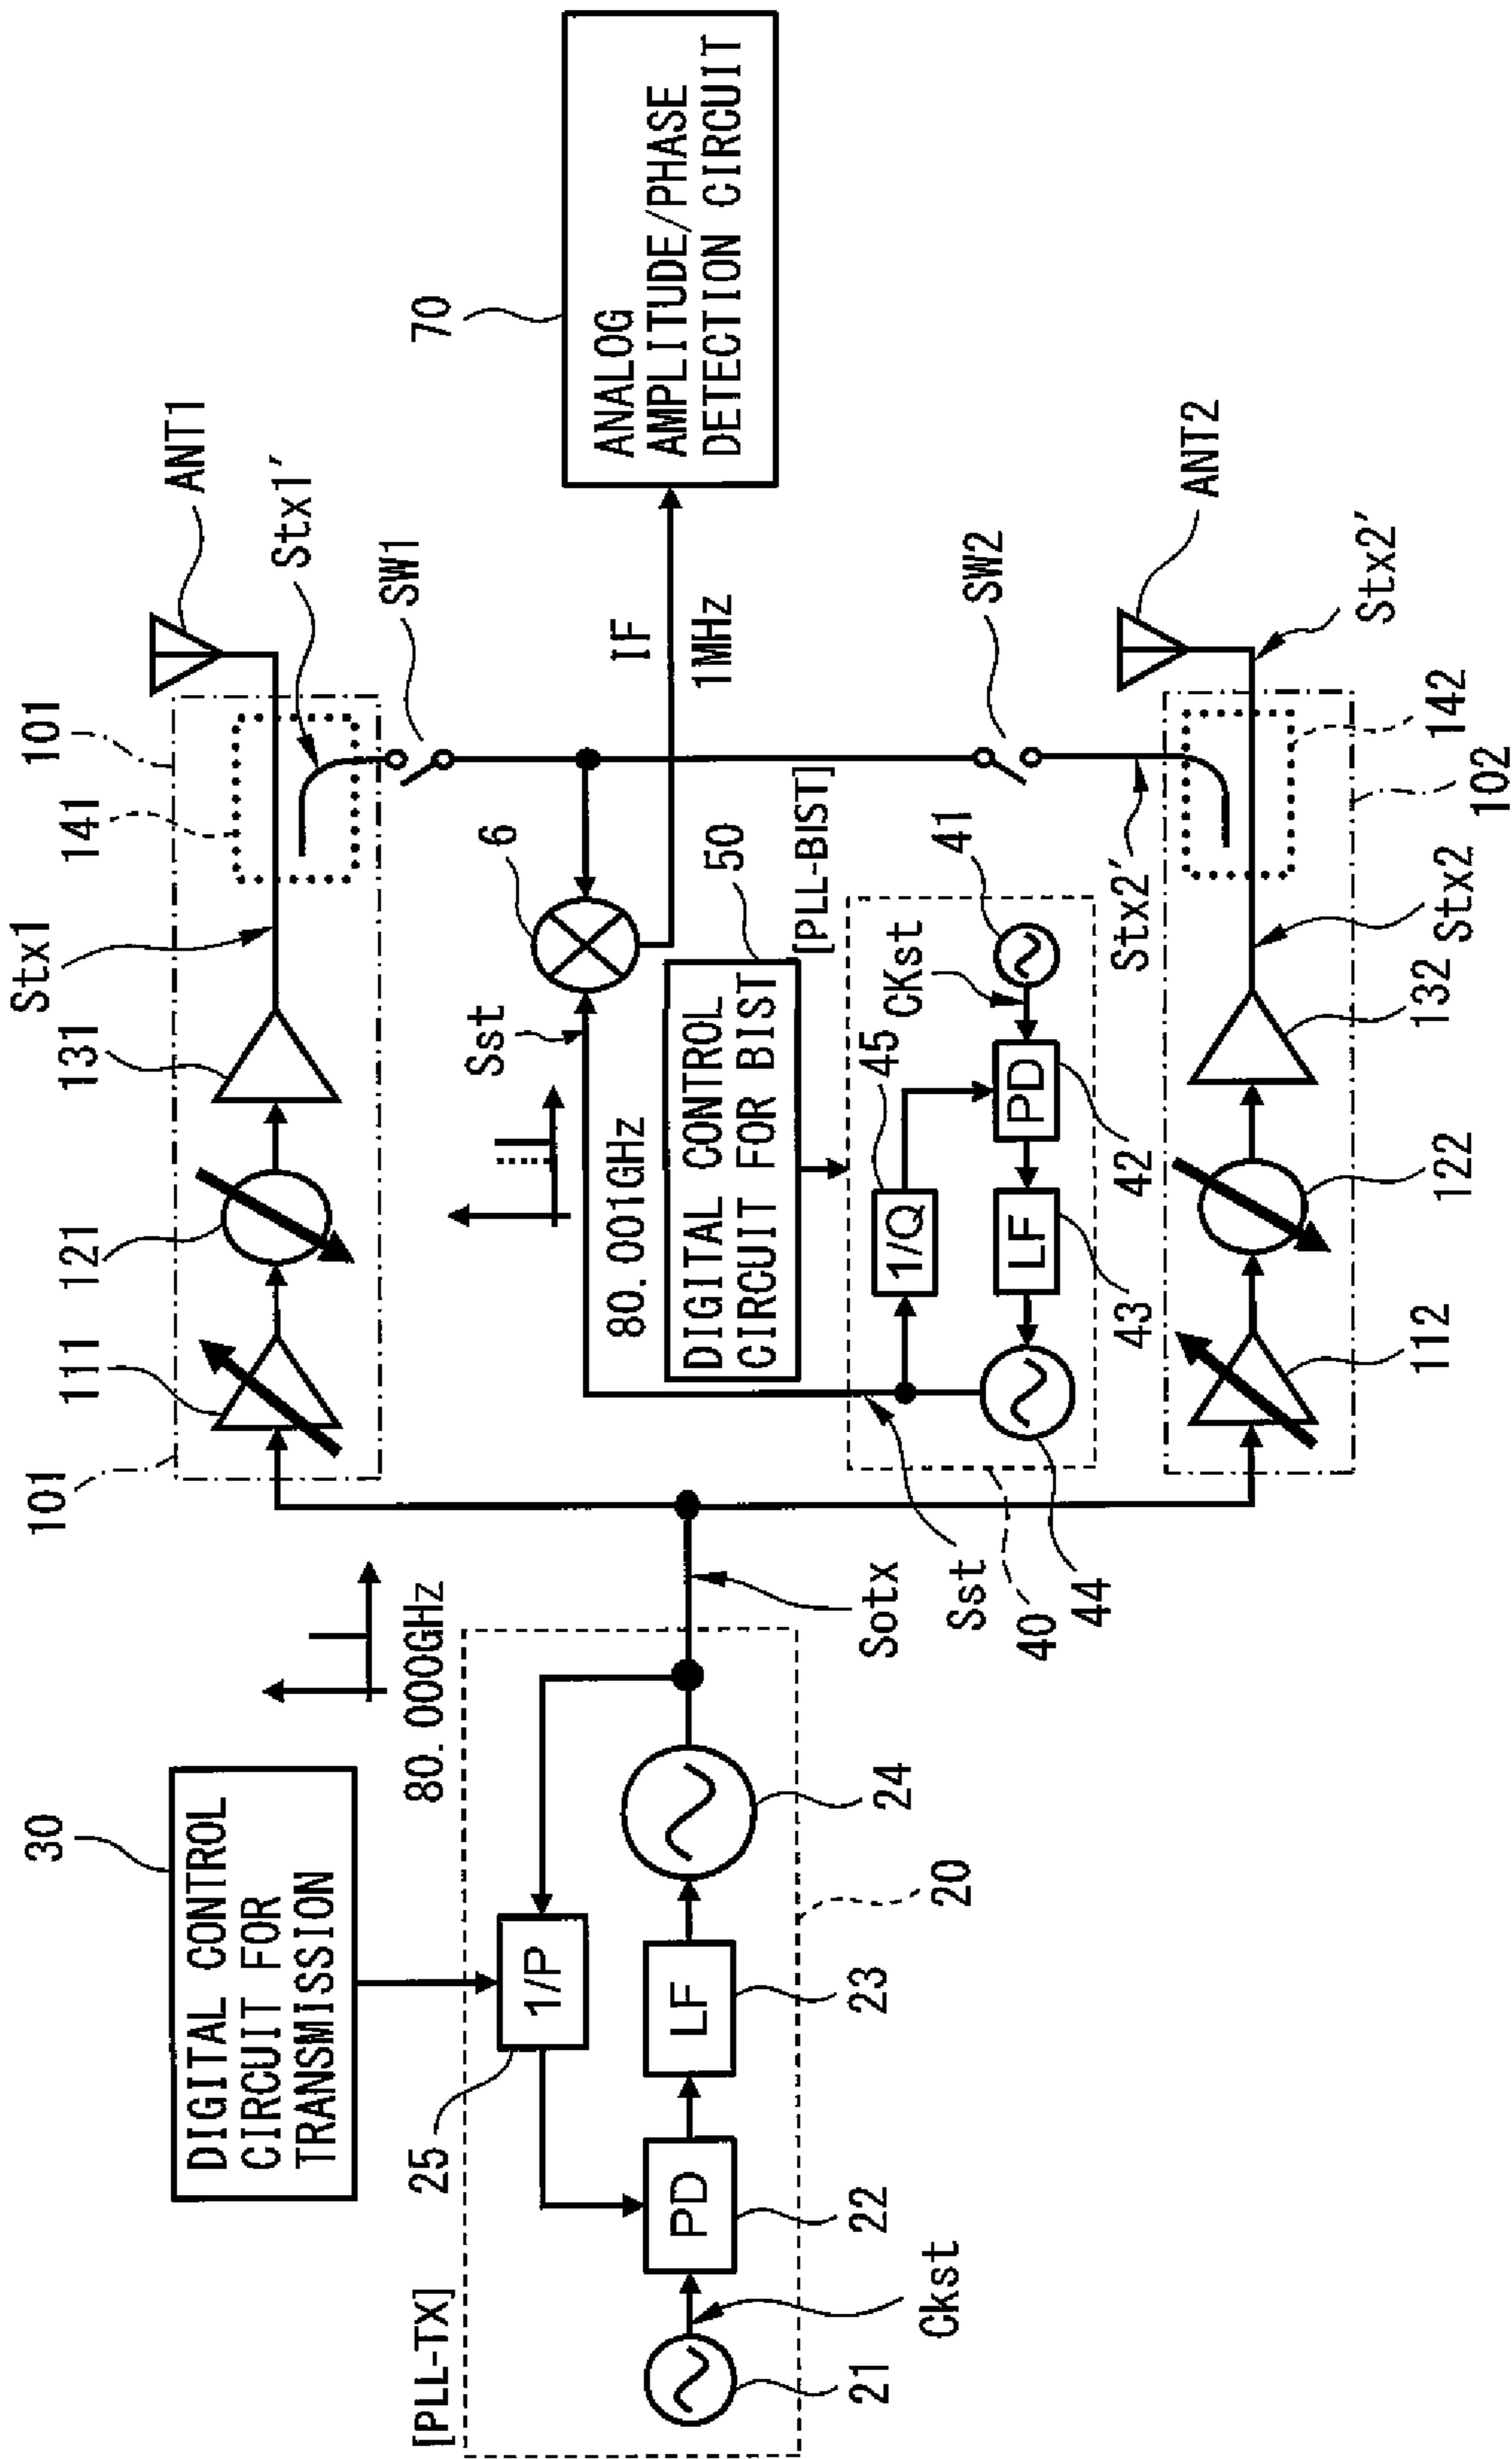 30
DIGITAL CONTROL
CIRCUIT FOR
TRANSMISSION
80.000GHz
[PLL-TX]
25
1/P
PD
LF
21
22
23
24
20
Ckst
Sotx
101
111
121
131
Stx1
141
101
ANT1
Stx1'
SW1
Sst
6
80.001GHz
IF
1MHz
70
ANALOG
AMPLITUDE/PHASE
DETECTION CIRCUIT
DIGITAL CONTROL
CIRCUIT FOR BIST
50
[PLL-BIST]
45
1/Q
CKst
41
LF
PD
43
42
Sst
40
44
SW2
Stx2'
ANT2
112
122
132
Stx2
102
142
Stx2'